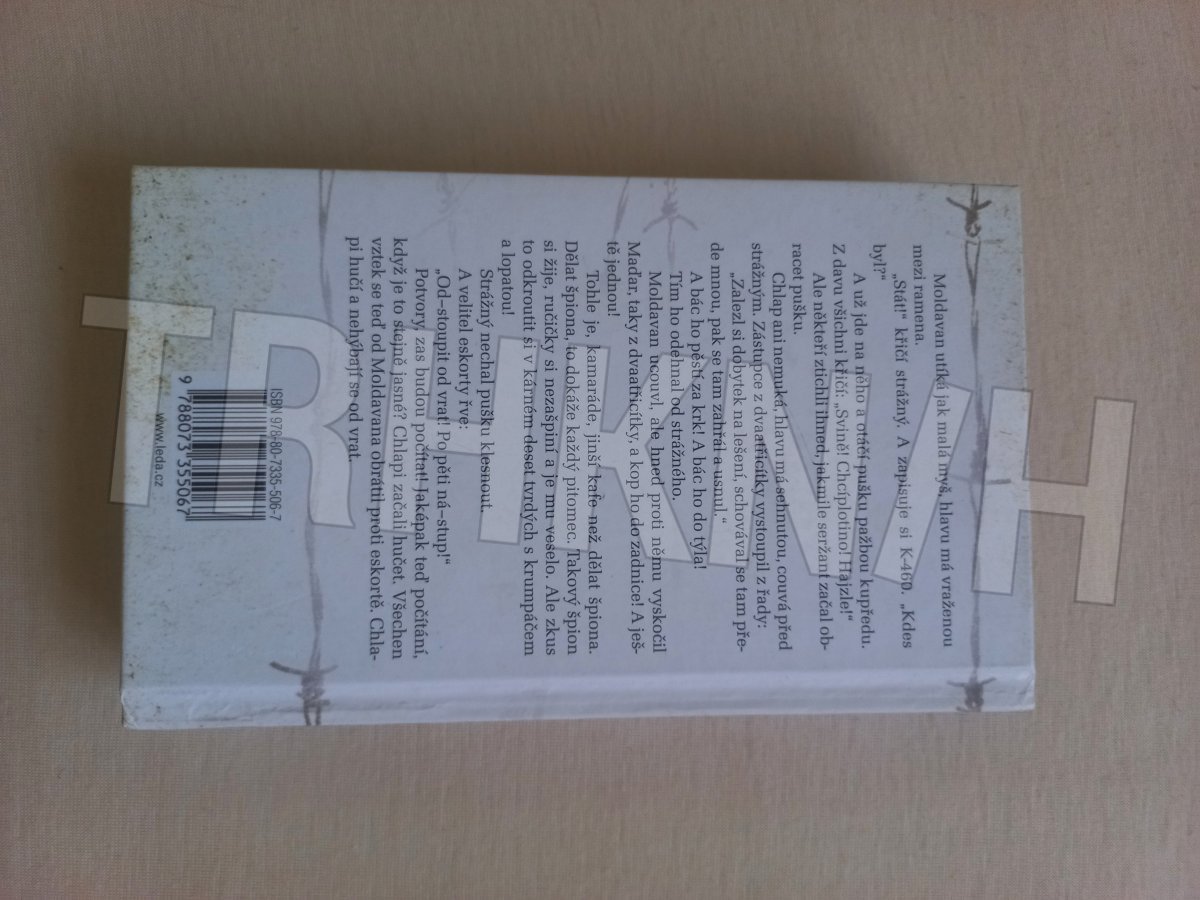 Moldavan utíká jak malá myš, hlavu má vraženou
mezi ramena.
„Stát!“ křičí strážný. A zapisuje si K-460. „Kdes
byl?“
A už jde na něho a otáčí pušku pažbou kupředu.
Z davu všichni křičí: „Svině! Chcíplotino! Hajzle!“
Ale někteří ztichli ihned, jakmile seržant začal ob-
racet pušku.
Chlap ani nemuká, hlavu má sehnutou, couvá před
strážným. Zástupce z dvaatřicítky vystoupil z řady:
„Zalezl si dobytek na lešení, schovával se tam pře-
de mnou, pak se tam zahřál a usnul.“
A bác ho pěstí za krk! A bác ho do týla!
Tím ho odehnal od strážného.
Moldavan ucouvl, ale hned proti němu vyskočil
Maďar, taky z dvaatřicítky, a kop ho do zadnice! A ješ-
tě jednou!
Tohle je, kamaráde, jinší kafe než dělat špiona.
Dělat špiona, to dokáže každý pitomec. Takový špion
si žije, ručičky si nezašpiní a je mu veselo. Ale zkus
to odkroutit si v kárném deset tvrdých s krumpáčem
a lopatou!
Strážný nechal pušku klesnout.
A velitel eskorty řve:
„Od–stoupit od vrat! Po pěti ná–stup!“
Potvory, zas budou počítat! Jaképak teď počítání,
když je to stejně jasné? Chlapi začali hučet. Všechen
vztek se teď od Moldavana obrátil proti eskortě. Chla-
pi hučí a nehýbají se od vrat.
ISBN 978-80-7335-506-7
9 788073 355067
www.leda.cz
TRHKNIH